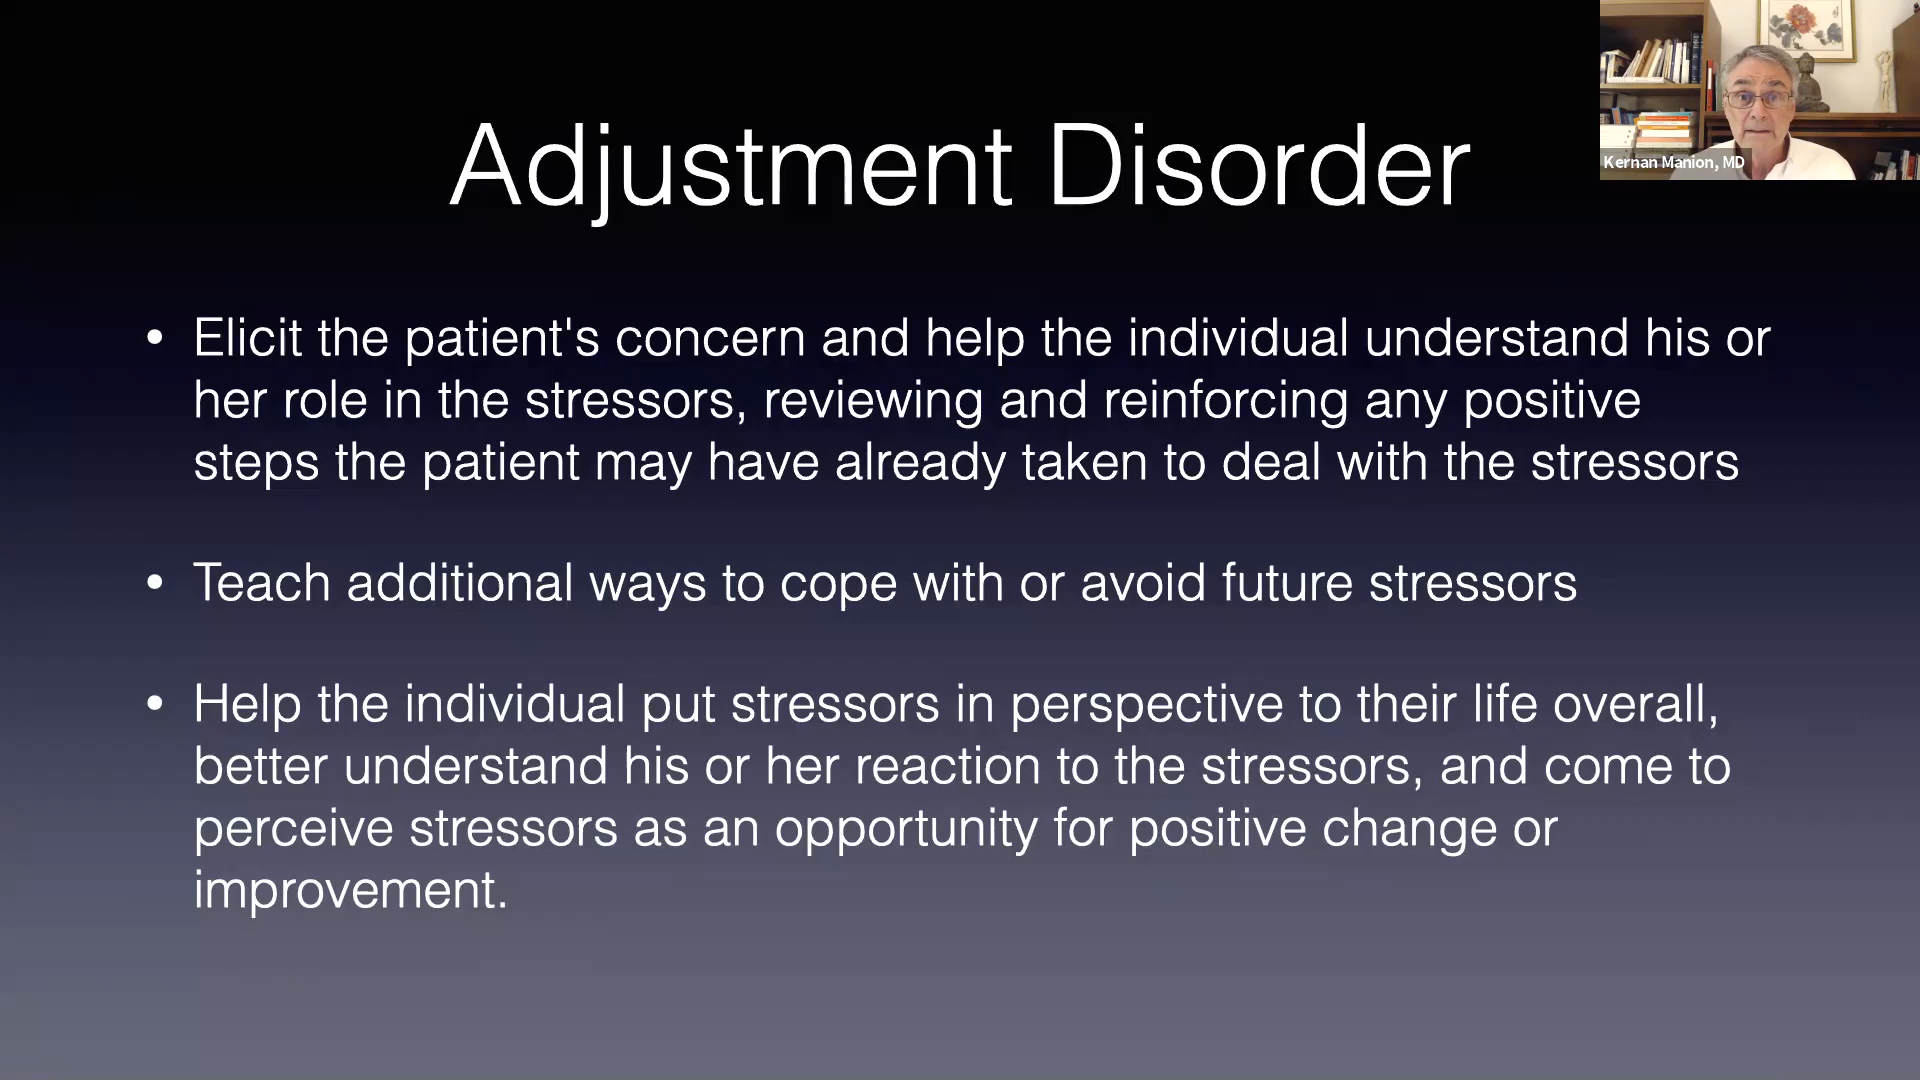 Adjustment Disorder
Kernan Manion, MD
• Elicit the patient's concern and help the individual understand his or
her role in the stressors, reviewing and reinforcing any positive
steps the patient may have already taken to deal with the stressors
• Teach additional ways to cope with or avoid future stressors
• Help the individual put stressors in perspective to their life overall,
better understand his or her reaction to the stressors, and come to
perceive stressors as an opportunity for positive change or
improvement.